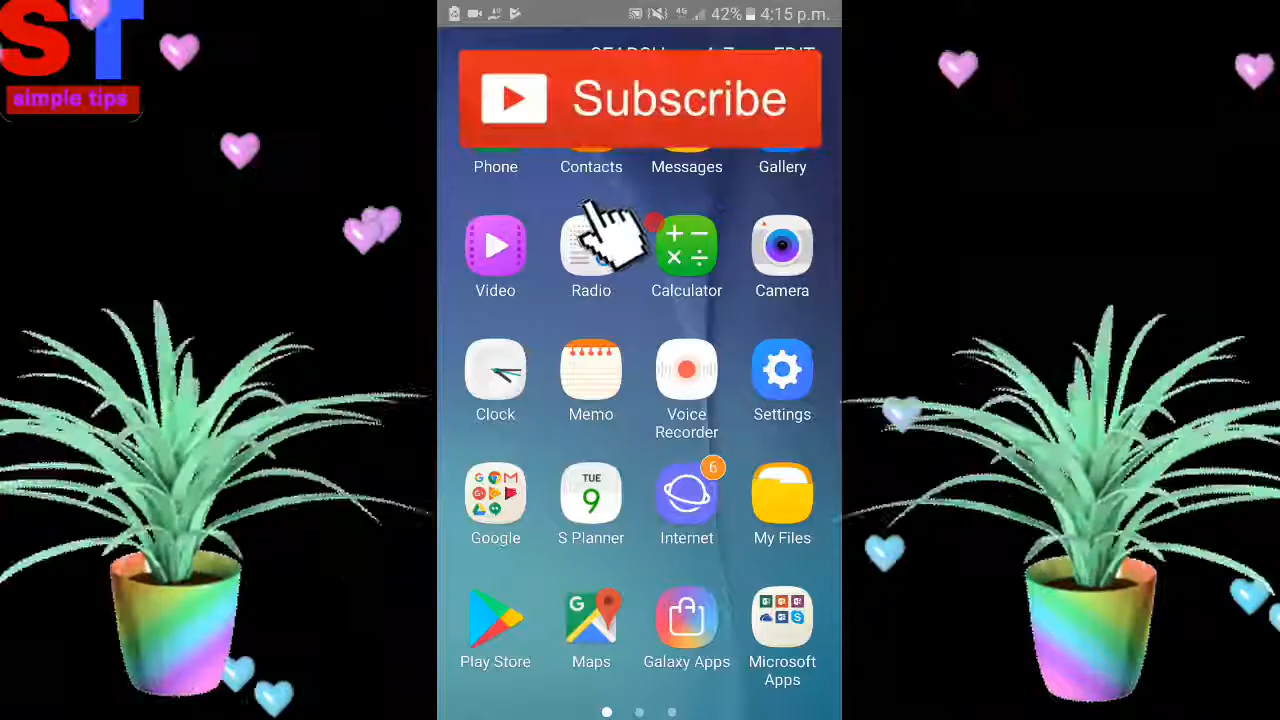 ST
simple tips
4G 42% 4:15 p.m.
Subscribe
Phone Contacts Messages Gallery
Video Radio Calculator Camera
Clock Memo Voice Recorder Settings
6
TUE
9
Google S Planner Internet My Files
G
Play Store Maps Galaxy Apps Microsoft Apps